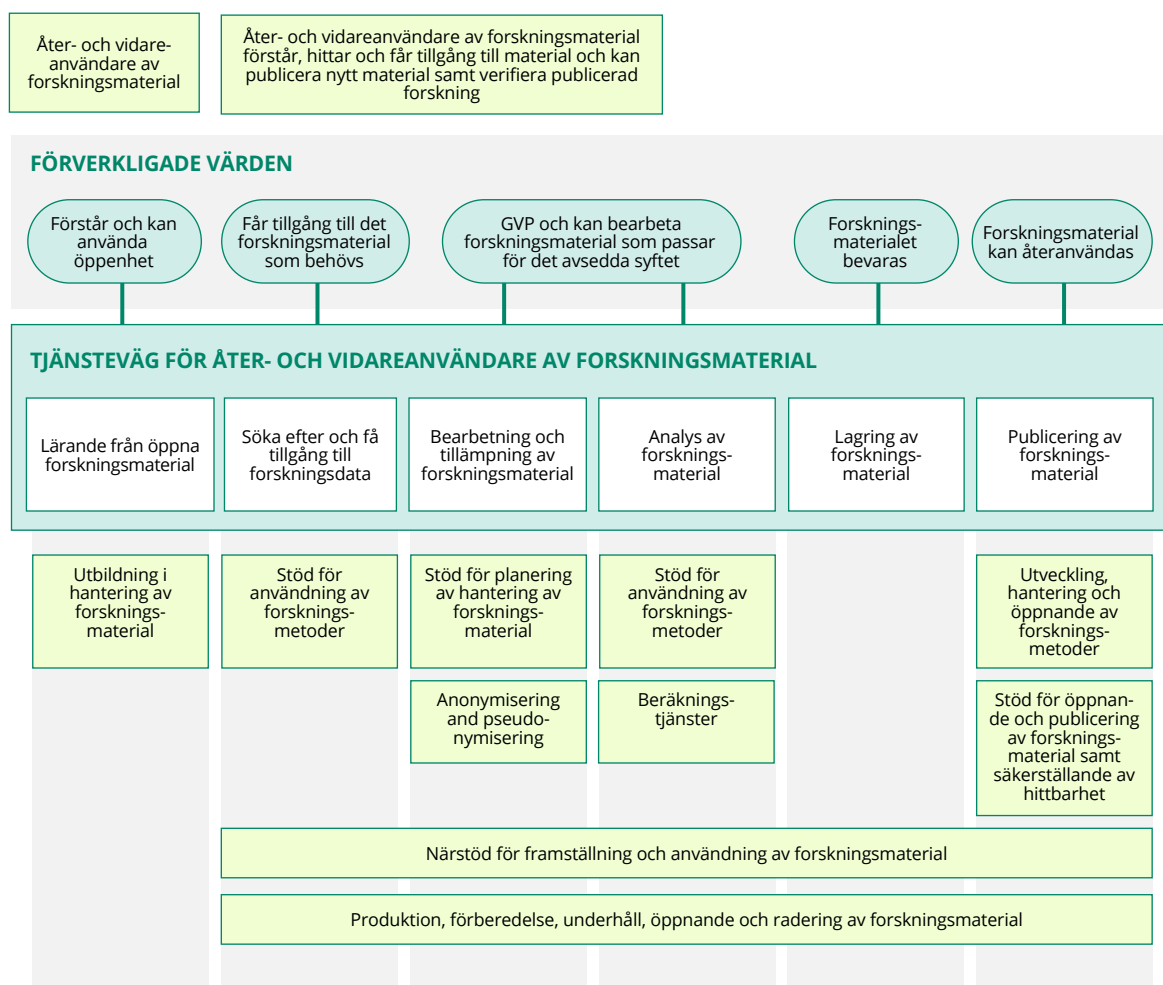 Åter- och vidare-
användare av
forskningsmaterial
Åter- och vidareanvändare av forskningsmaterial
förstår, hittar och får tillgång till material och kan
publicera nytt material samt verifiera publicerad
forskning
FÖRVERKLIGADE VÄRDEN
Förstår och kan
använda
öppenhet
Får tillgång till det
forskningsmaterial
som behövs
GVP och kan bearbeta
forskningsmaterial som passar
för det avsedda syftet
Forsknings-
materialet
bevaras
Forskningsmaterial
kan återanvändas
TJÄNSTEVÄG FÖR ÅTER- OCH VIDAREANVÄNDARE AV FORSKNINGSMATERIAL
Lärande från öppna
forskningsmaterial
Söka efter och få
tillgång till
forskningsdata
Bearbetning och
tillämpning av
forskningsmaterial
Analys av
forsknings-
material
Lagring av
forsknings-
material
Publicering av
forsknings-
material
Utbildning i
hantering av
forsknings-
material
Stöd för
användning av
forsknings-
metoder
Stöd för planering
av hantering av
forsknings-
material
Stöd för
användning av
forsknings-
metoder
Utveckling,
hantering och
öppnande av
forsknings-
metoder
Anonymisering
and pseudo-
nymisering
Beräknings-
tjänster
Stöd för öppnan-
de och publicering
av forsknings-
material samt
säkerställande av
hittbarhet
Närstöd för framställning och användning av forskningsmaterial
Produktion, förberedelse, underhåll, öppnande och radering av forskningsmaterial